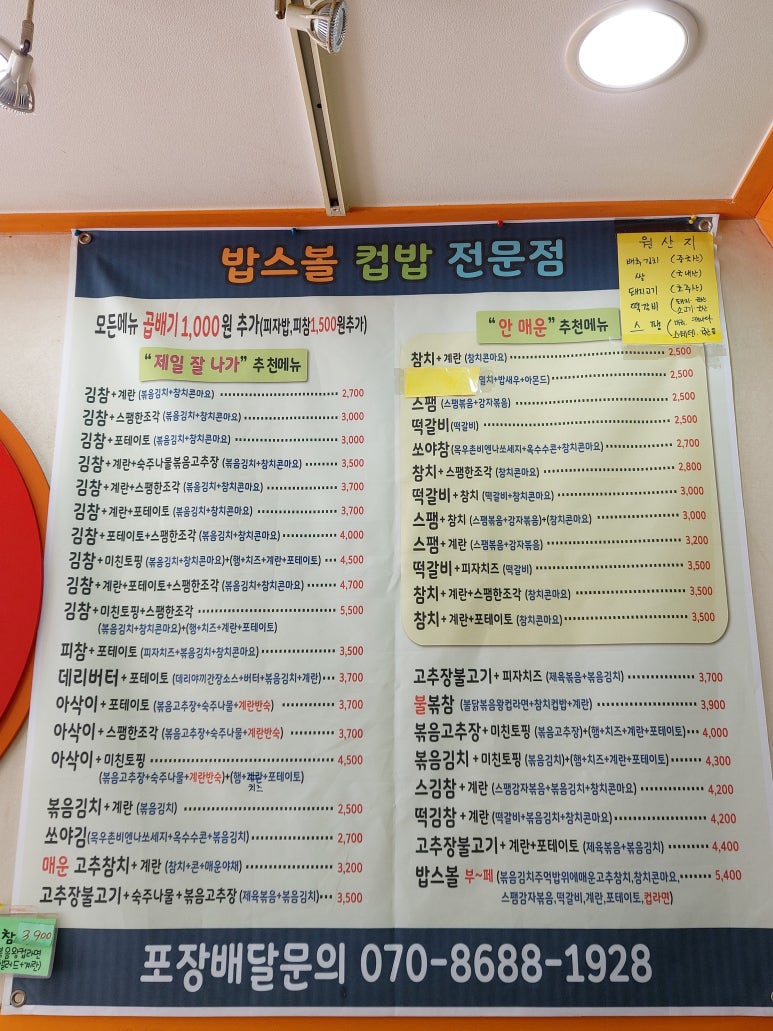 밥스볼 컵밥 전문점
원산지
배추김치 (중국산)
쌀 (국내산)
돼지고기 (호주산)
떡갈비
스팸
모든메뉴 곱배기 1,000원 추가(피자밥,피참1,500원추가)
"제일 잘 나가" 추천메뉴
김참+계란 (볶음김치+참치콘마요) 2,700
김참+스팸한조각 (볶음김치+참치콘마요) 3,000
김참+포테이토 (볶음김치+참치콘마요) 3,000
김참+계란+숙주나물볶음고추장 (볶음김치+참치콘마요) 3,500
김참+계란+스팸한조각 (볶음김치+참치콘마요) 3,700
김참+계란+포테이토 (볶음김치+참치콘마요) 3,700
김참+포테이토+스팸한조각 (볶음김치+참치콘마요) 4,000
김참+미친토핑(볶음김치+참치콘마요)+(햄+치즈+계란+포테이토) 4,500
김참+계란+포테이토+스팸한조각 (볶음김치+참치콘마요) 4,700
김참+미친토핑+스팸한조각 5,500
(볶음김치+참치콘마요)+(햄+치즈+계란+포테이토)
피참+포테이토 (피자치즈+볶음김치+참치콘마요) 3,500
데리버터+포테이토 (데리야끼간장소스+버터+볶음김치+계란) 3,700
아삭이+포테이토 (볶음고추장+숙주나물+계란반숙) 3,700
아삭이+스팸한조각 (볶음고추장+숙주나물+계란반숙) 3,700
아삭이+미친토핑 4,500
(볶음고추장+숙주나물+계란반숙)+(햄+치즈+포테이토)
볶음김치+계란 (볶음김치) 2,500
쏘야김(목우촌비엔나쏘세지+옥수수콘+볶음김치) 2,700
매운 고추참치+계란 (참치+콘+매운야채) 3,200
고추장불고기+숙주나물+볶음고추장 (제육볶음+볶음김치) 3,500
"안 매운" 추천메뉴
참치+계란 (참치콘마요) 2,500
멸치+밥새우+아몬드) 2,500
스팸 (스팸볶음+감자볶음) 2,500
떡갈비(떡갈비) 2,500
쏘야참(목우촌비엔나쏘세지+옥수수콘+참치콘마요) 2,700
참치+스팸한조각 (참치콘마요) 2,800
떡갈비+참치 (떡갈비+참치콘마요) 3,000
스팸+참치 (스팸볶음+감자볶음)+(참치콘마요) 3,000
스팸+계란 (스팸볶음+감자볶음) 3,200
떡갈비+피자치즈 (떡갈비) 3,500
참치+계란+스팸한조각 (참치콘마요) 3,500
참치+계란+포테이토 (참치콘마요) 3,500
고추장불고기+피자치즈 (제육볶음+볶음김치) 3,700
불볶참 (불닭볶음왕컵라면+참치컵밥+계란) 3,900
볶음고추장+미친토핑 (볶음고추장)+(햄+치즈+계란+포테이토) 4,000
볶음김치+미친토핑 (볶음김치)+(햄+치즈+계란+포테이토) 4,300
스김참+계란 (스팸감자볶음+볶음김치+참치콘마요) 4,200
떡김참+계란 (떡갈비+볶음김치+참치콘마요) 4,200
고추장불고기+계란+포테이토 (제육볶음+볶음김치) 4,400
밥스볼 부~페 (볶음김치주먹밥위에매운고추참치,참치콘마요, 5,400
스팸감자볶음,떡갈비,계란,포테이토,컵라면)
참 3,900
음왕컵라면
+계란)
포장배달문의 070-8688-1928